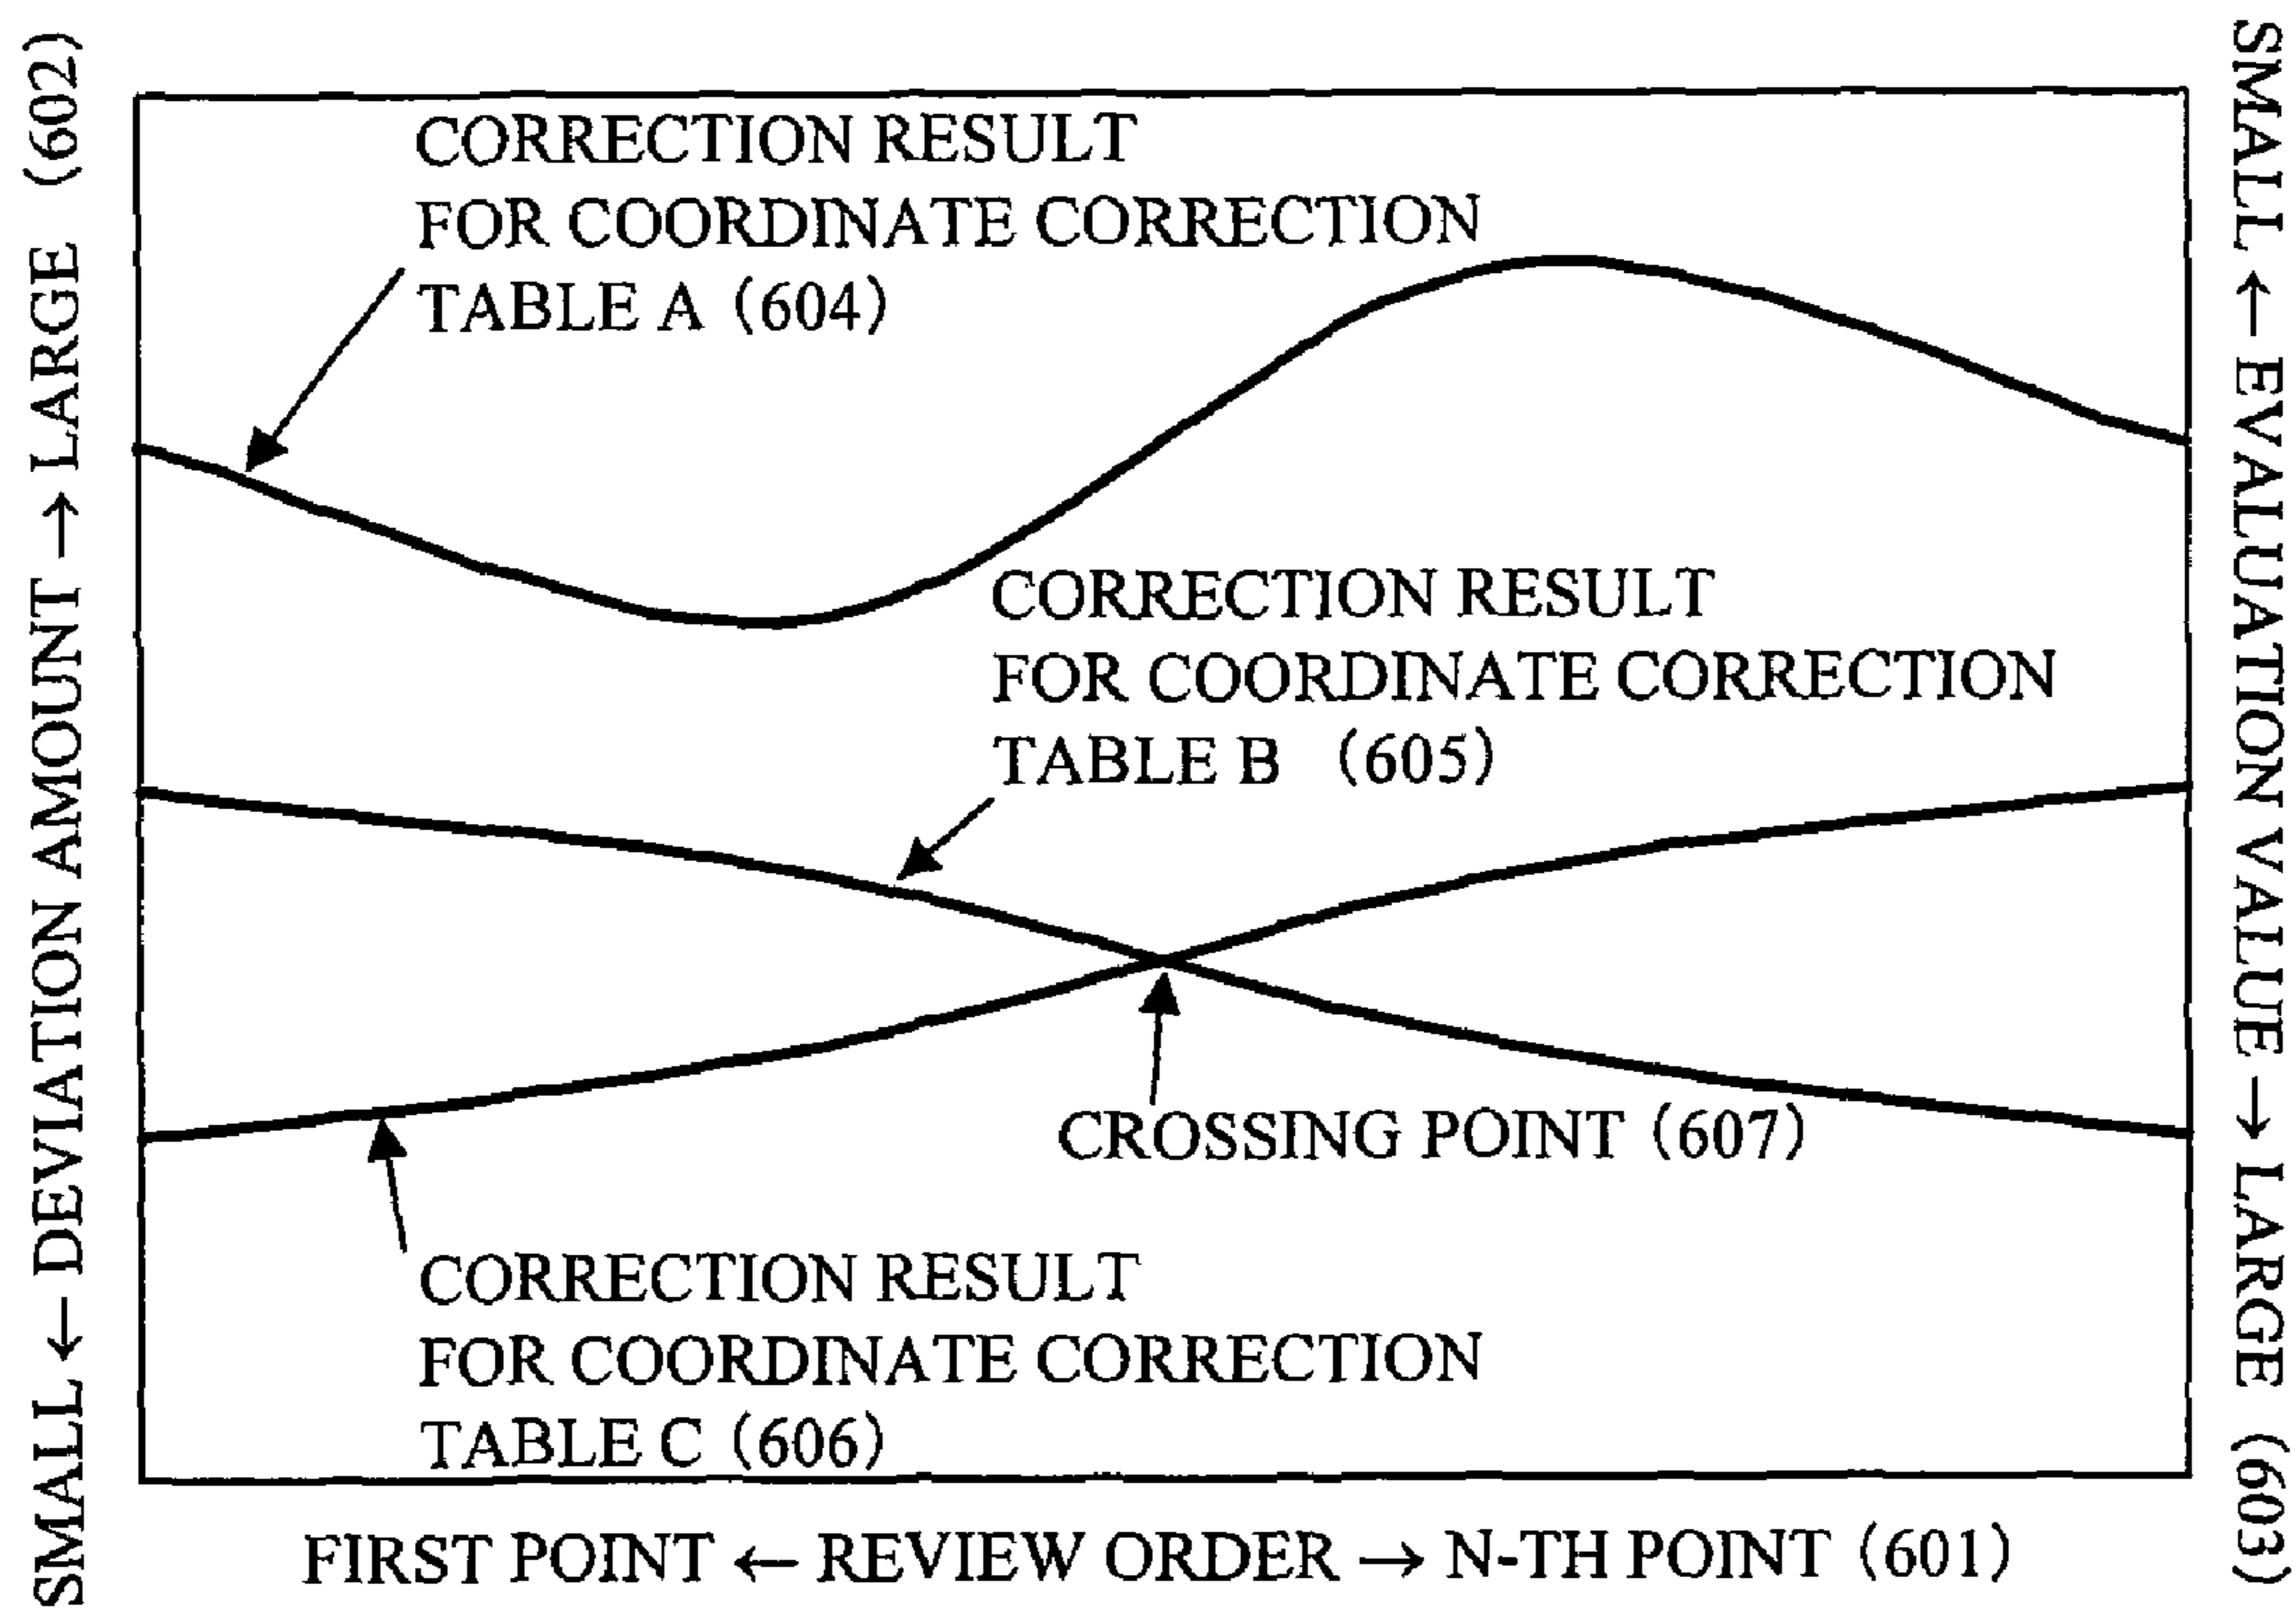 SMALL ← DEVIATION AMOUNT → LARGE (602)
CORRECTION RESULT
FOR COORDINATE CORRECTION
TABLE A (604)
CORRECTION RESULT
FOR COORDINATE CORRECTION
TABLE B (605)
CROSSING POINT (607)
CORRECTION RESULT
FOR COORDINATE CORRECTION
TABLE C (606)
SMALL ← EVALUATION VALUE → LARGE (603)
FIRST POINT ← REVIEW ORDER → N-TH POINT (601)